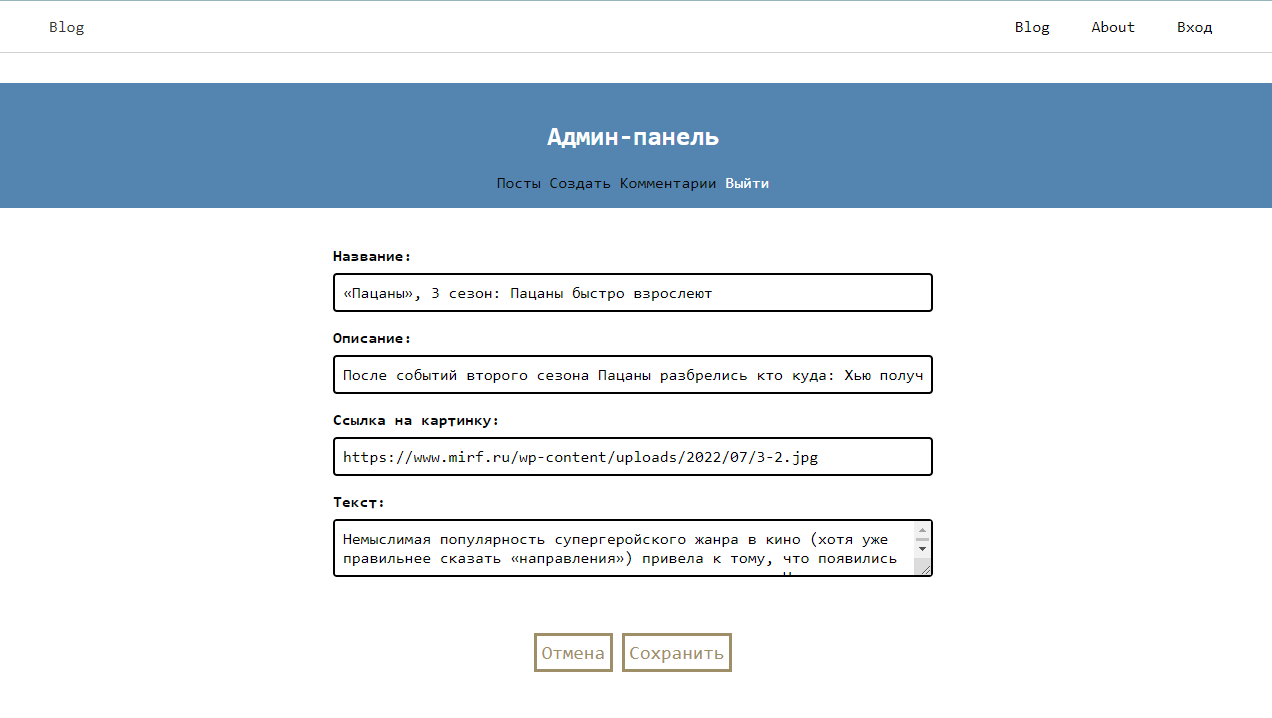 Blog Blog About Вход
Админ-панель
Посты Создать Комментарии Выйти
Название:
«Пацаны», 3 сезон: Пацаны быстро взрослеют
Описание:
После событий второго сезона Пацаны разбрелись кто куда: Хью получ
Ссылка на картинку:
https://www.mirf.ru/wp-content/uploads/2022/07/3-2.jpg
Текст:
Немыслимая популярность супергеройского жанра в кино (хотя уже
правильнее сказать «направления») привела к тому, что появились
Отмена Сохранить